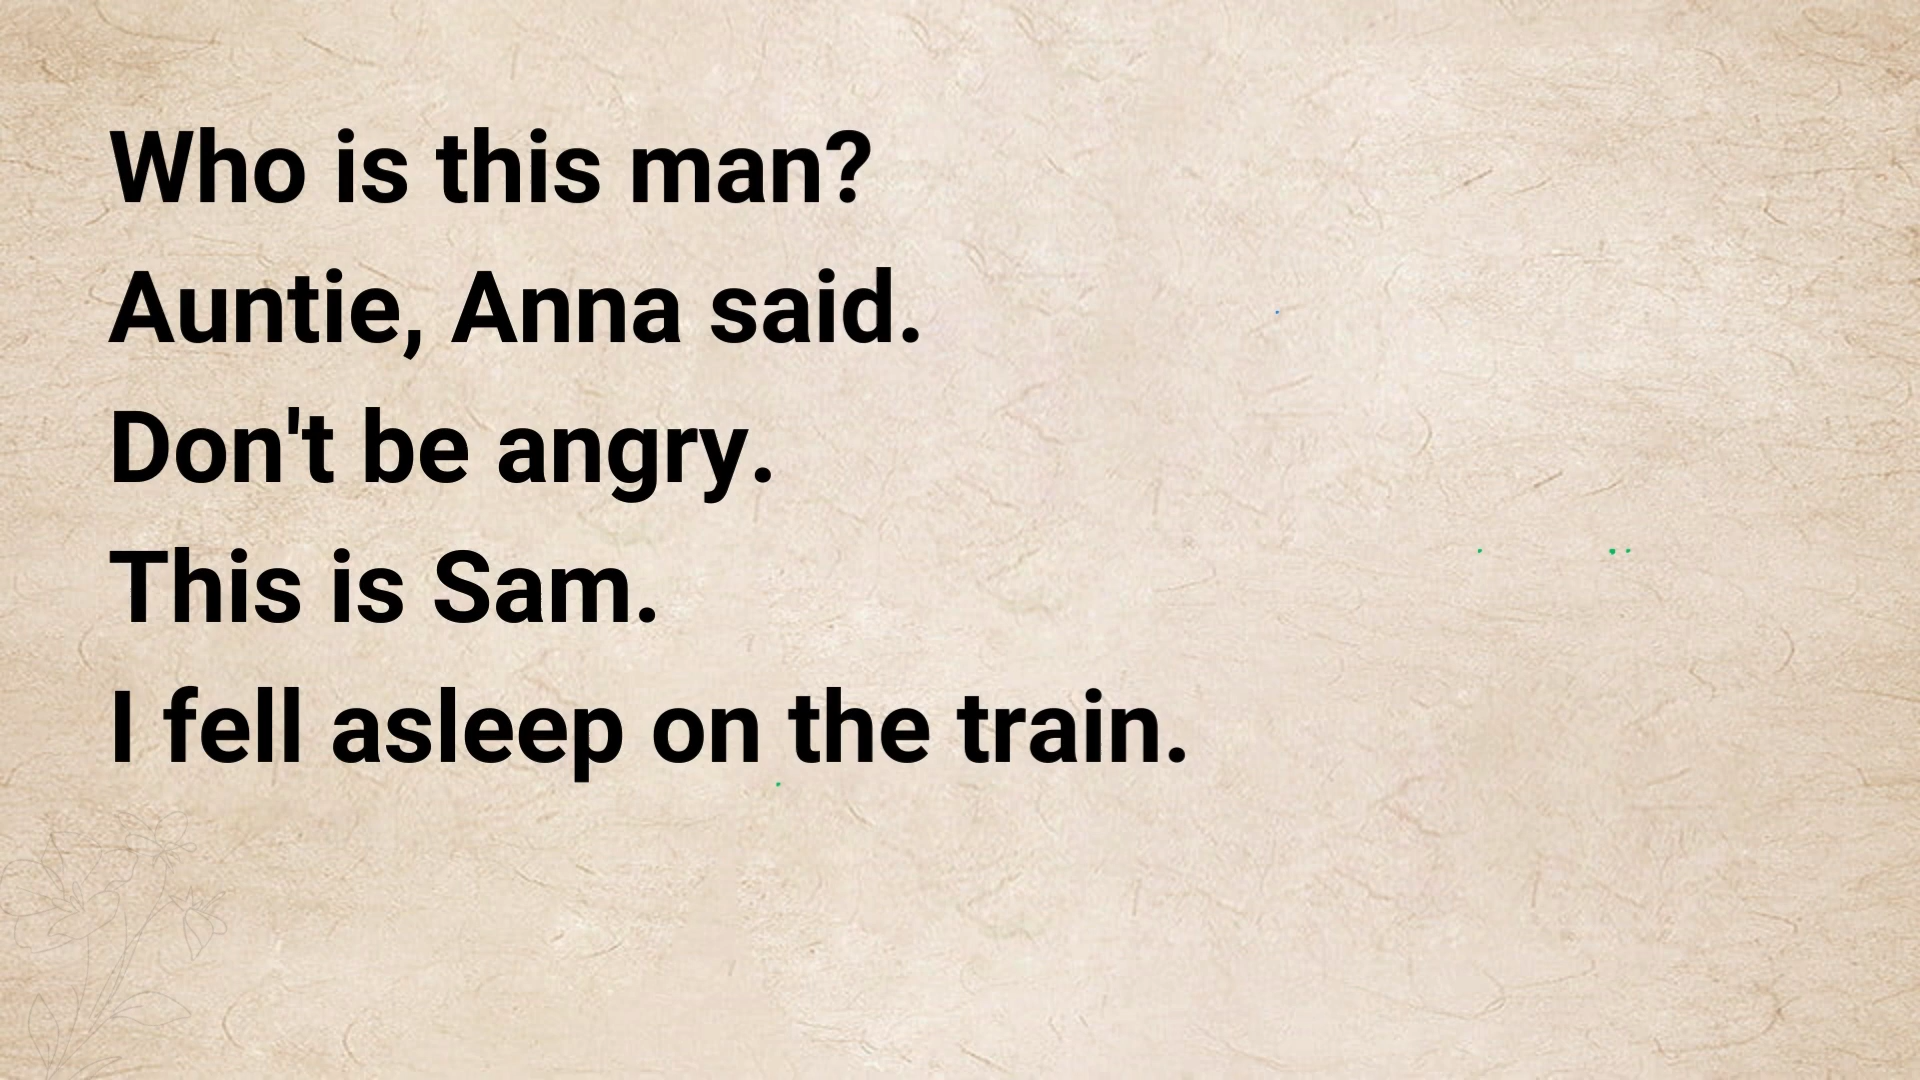 Who is this man?
Auntie, Anna said.
Don't be angry.
This is Sam.
I fell asleep on the train.